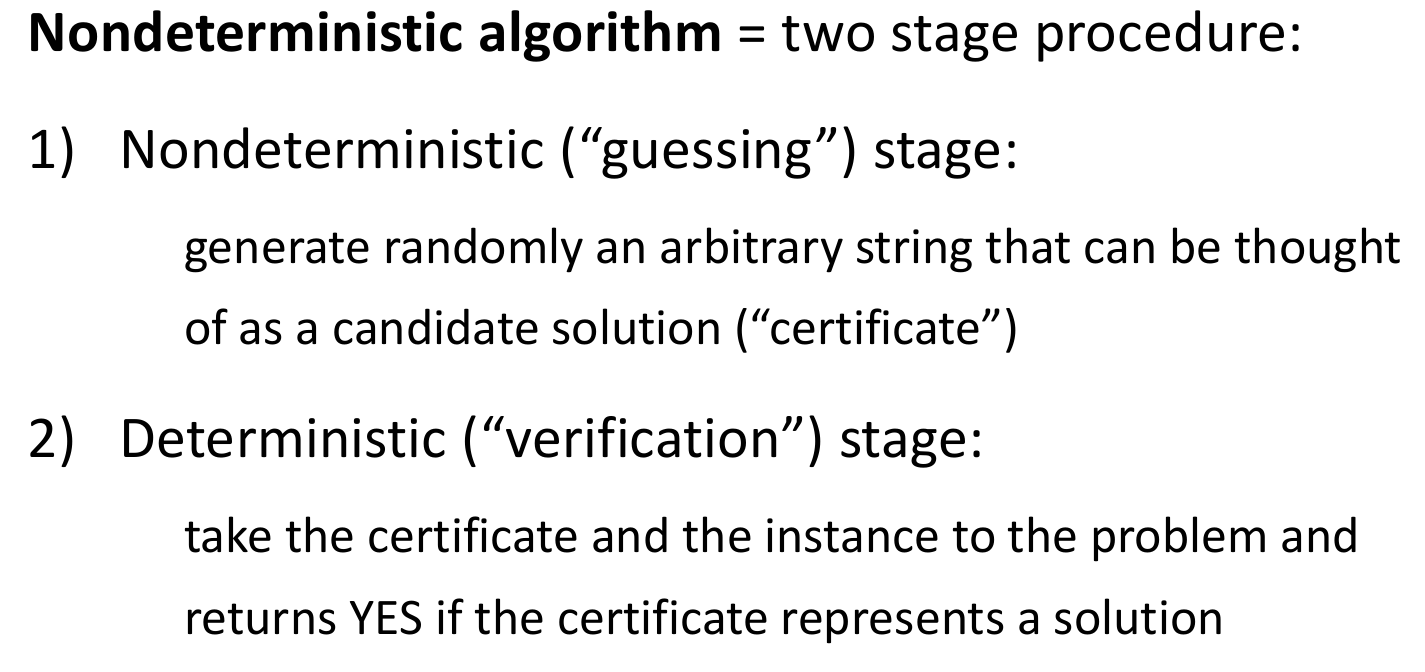 Nondeterministic algorithm = two stage procedure:
1) Nondeterministic (“guessing”) stage:
generate randomly an arbitrary string that can be thought
of as a candidate solution (“certificate”)
2) Deterministic (“verification”) stage:
take the certificate and the instance to the problem and
returns YES if the certificate represents a solution